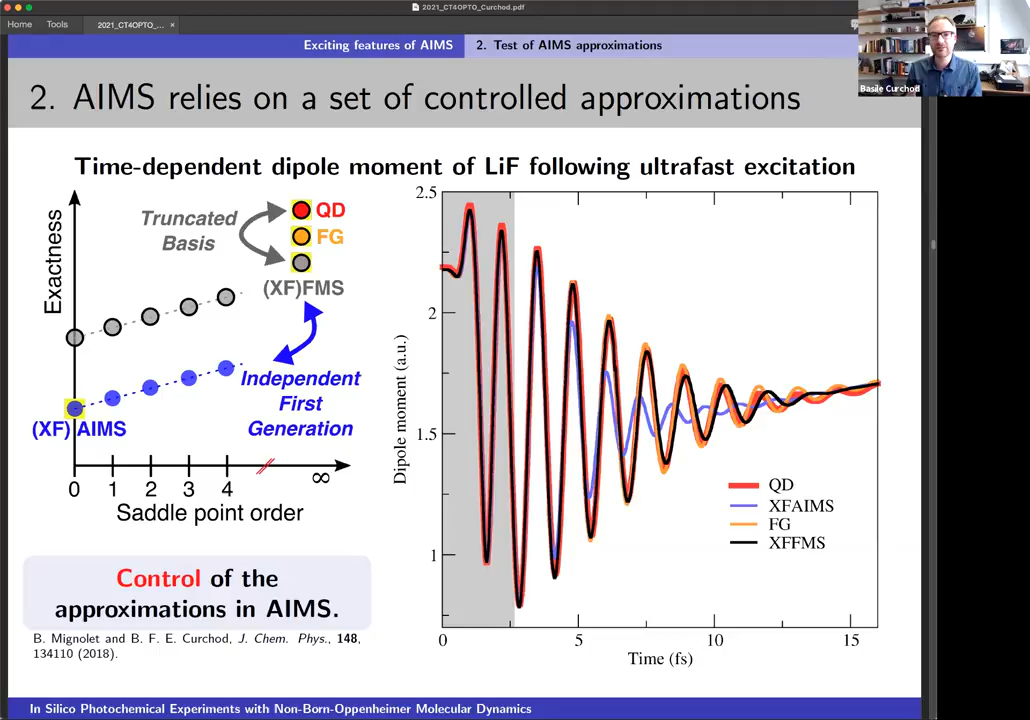 2021_CT4OPTO_Curchod.pdf
Home Tools 2021_CT4OPTO_... ×
Exciting features of AIMS 2. Test of AIMS approximations
Basile Curchod
2. AIMS relies on a set of controlled approximations
Time-dependent dipole moment of LiF following ultrafast excitation
Exactness
Truncated
Basis
QD
FG
(XF)FMS
Independent
First
Generation
(XF) AIMS
0 1 2 3 4 ∞
Saddle point order
2.5
2
1.5
1
Dipole moment (a.u.)
QD
XFAIMS
FG
XFFMS
0 5 10 15
Time (fs)
Control of the
approximations in AIMS.
B. Mignolet and B. F. E. Curchod, J. Chem. Phys., 148,
134110 (2018).
In Silico Photochemical Experiments with Non-Born-Oppenheimer Molecular Dynamics